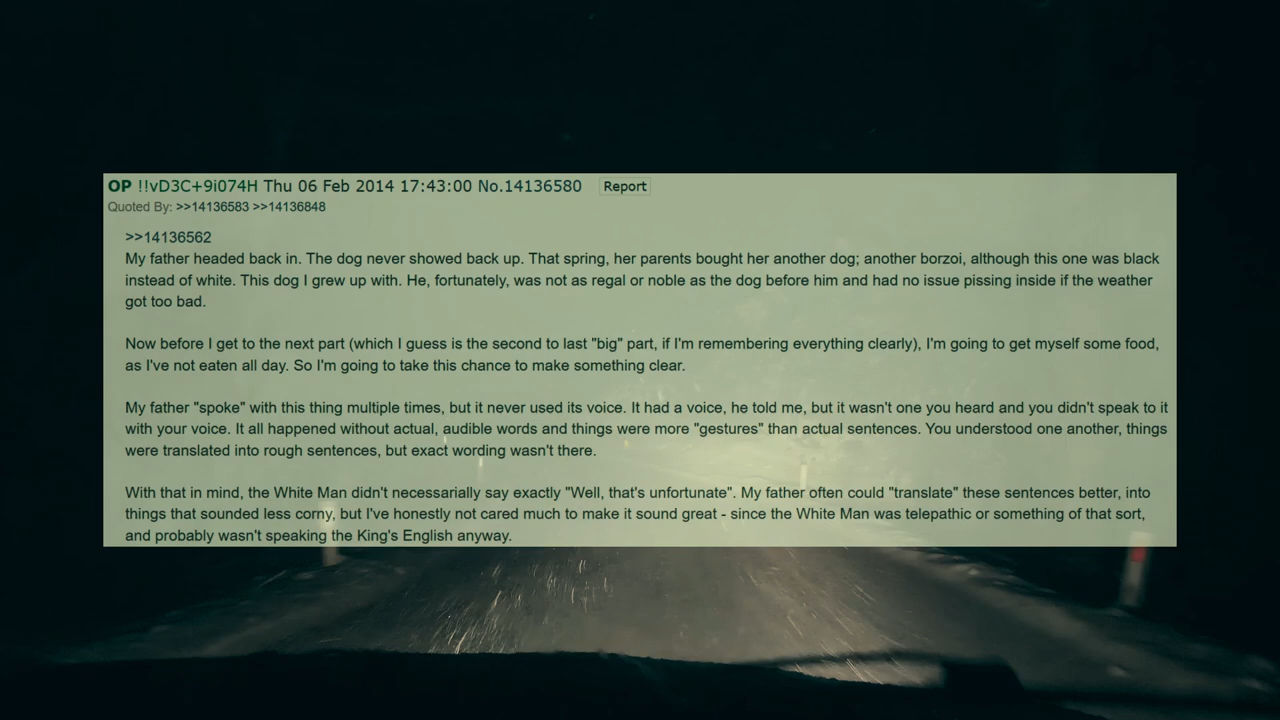 OP !!vD3C+9i074H Thu 06 Feb 2014 17:43:00 No.14136580 Report
Quoted By: >>14136583 >>14136848
>>14136562
My father headed back in. The dog never showed back up. That spring, her parents bought her another dog; another borzoi, although this one was black
instead of white. This dog I grew up with. He, fortunately, was not as regal or noble as the dog before him and had no issue pissing inside if the weather
got too bad.
Now before I get to the next part (which I guess is the second to last "big" part, if I'm remembering everything clearly), I'm going to get myself some food,
as I've not eaten all day. So I'm going to take this chance to make something clear.
My father "spoke" with this thing multiple times, but it never used its voice. It had a voice, he told me, but it wasn't one you heard and you didn't speak to it
with your voice. It all happened without actual, audible words and things were more "gestures" than actual sentences. You understood one another, things
were translated into rough sentences, but exact wording wasn't there.
With that in mind, the White Man didn't necessarially say exactly "Well, that's unfortunate". My father often could "translate" these sentences better, into
things that sounded less corny, but I've honestly not cared much to make it sound great - since the White Man was telepathic or something of that sort,
and probably wasn't speaking the King's English anyway.